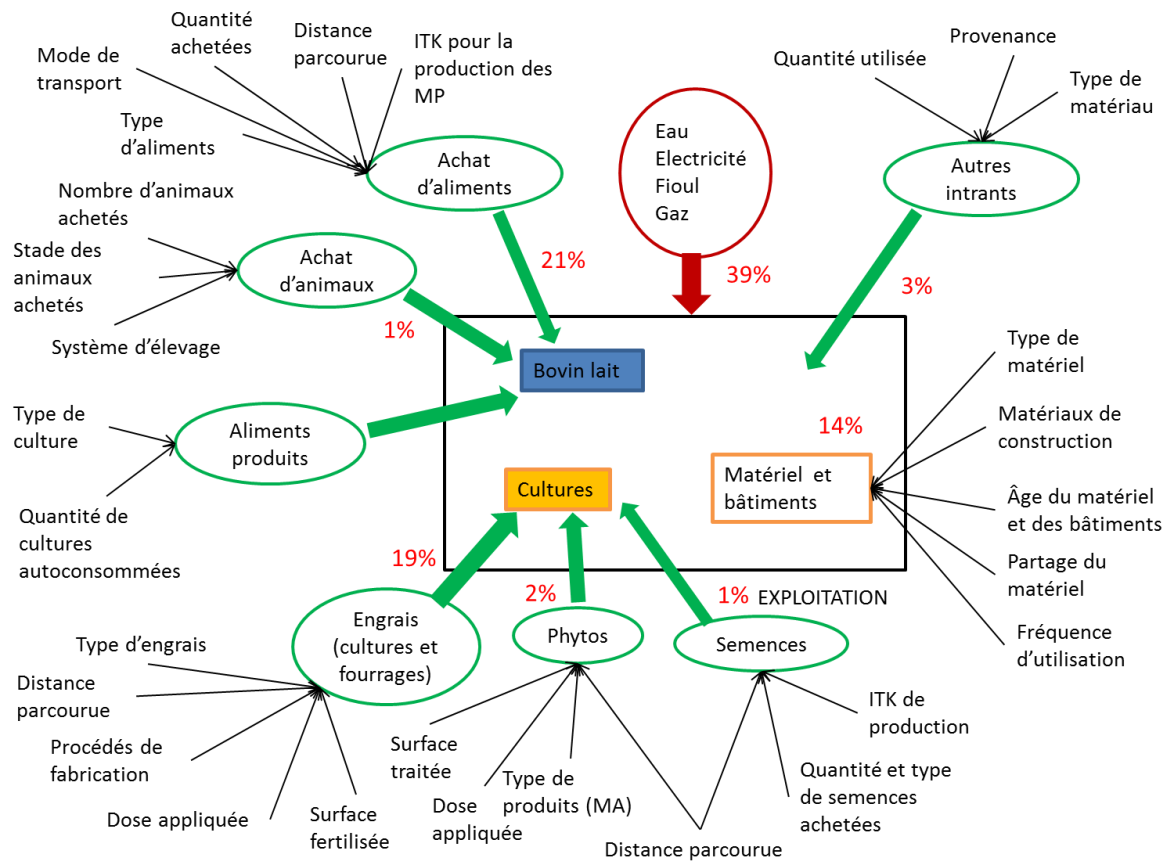 Mode de
transport
Quantité
achetées
Distance
parcourue
ITK pour la
production des
MP
Type
d’aliments
Achat
d’aliments
21%
Eau
Electricité
Fioul
Gaz
39%
Quantité utilisée
Provenance
Type de
matériau
Autres
intrants
3%
Nombre d’animaux
achetés
Stade des
animaux
achetés
Système d’élevage
Achat
d’animaux
1%
Bovin lait
Type de
culture
Quantité de
cultures
autoconsommées
Aliments
produits
Cultures
14%
Matériel et
bâtiments
Type de
matériel
Matériaux de
construction
Âge du matériel
et des bâtiments
Partage du
matériel
Fréquence
d’utilisation
19%
2%
1%
EXPLOITATION
Engrais
(cultures et
fourrages)
Phytos
Semences
Type d’engrais
Distance
parcourue
Procédés de
fabrication
Dose appliquée
Surface
fertilisée
Surface
traitée
Dose
appliquée
Type de
produits (MA)
Distance parcourue
ITK de
production
Quantité et type
de semences
achetées